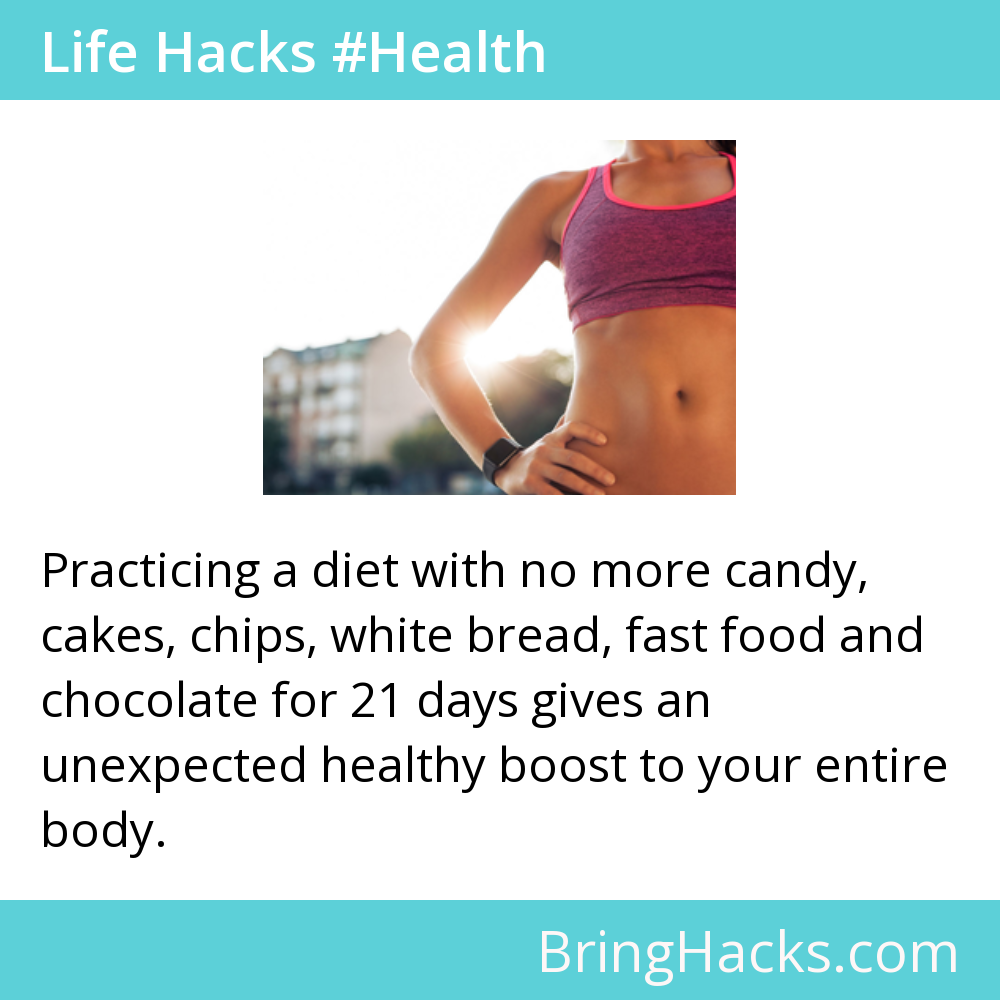 Life Hacks #Health
Practicing a diet with no more candy,
cakes, chips, white bread, fast food and
chocolate for 21 days gives an
unexpected healthy boost to your entire
body.
BringHacks.com